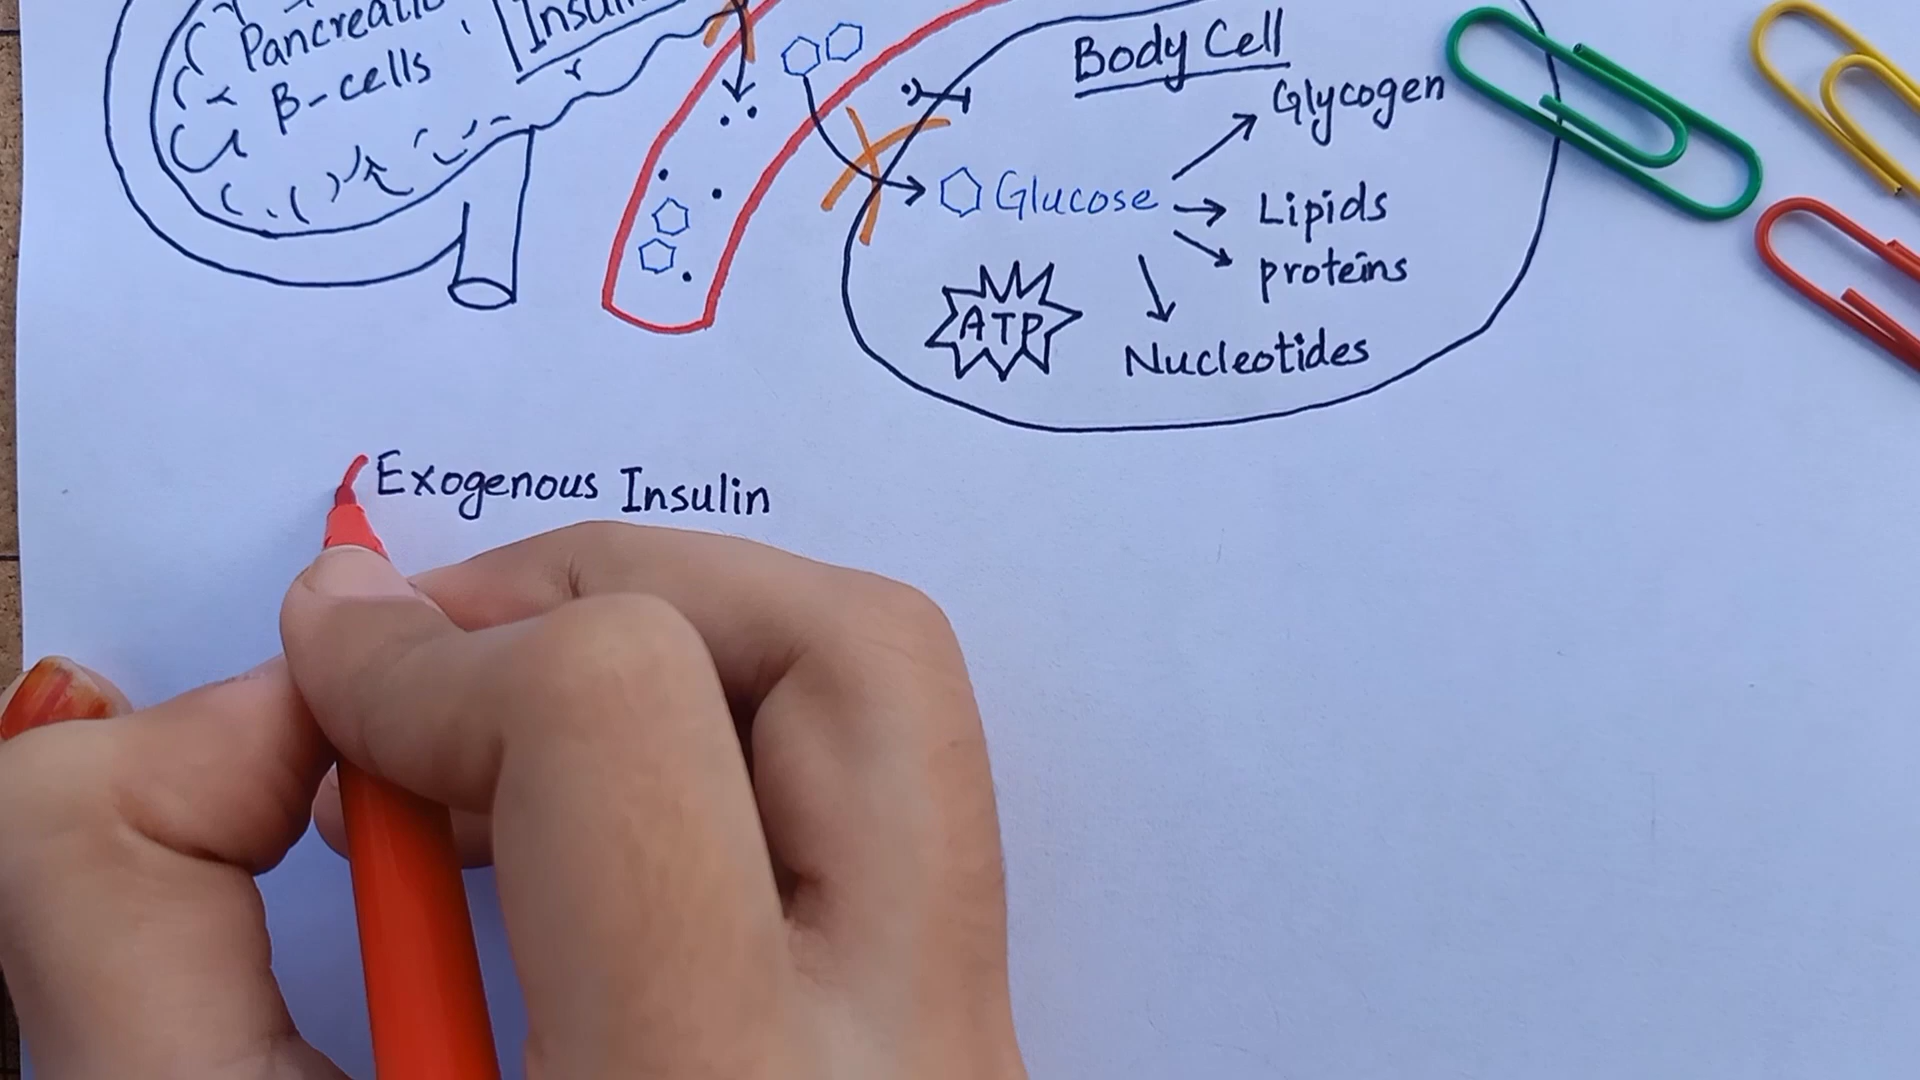 Pancreatic
β-cells
Body Cell
Glycogen
Glucose
Lipids
proteins
ATP
Nucleotides
Exogenous Insulin